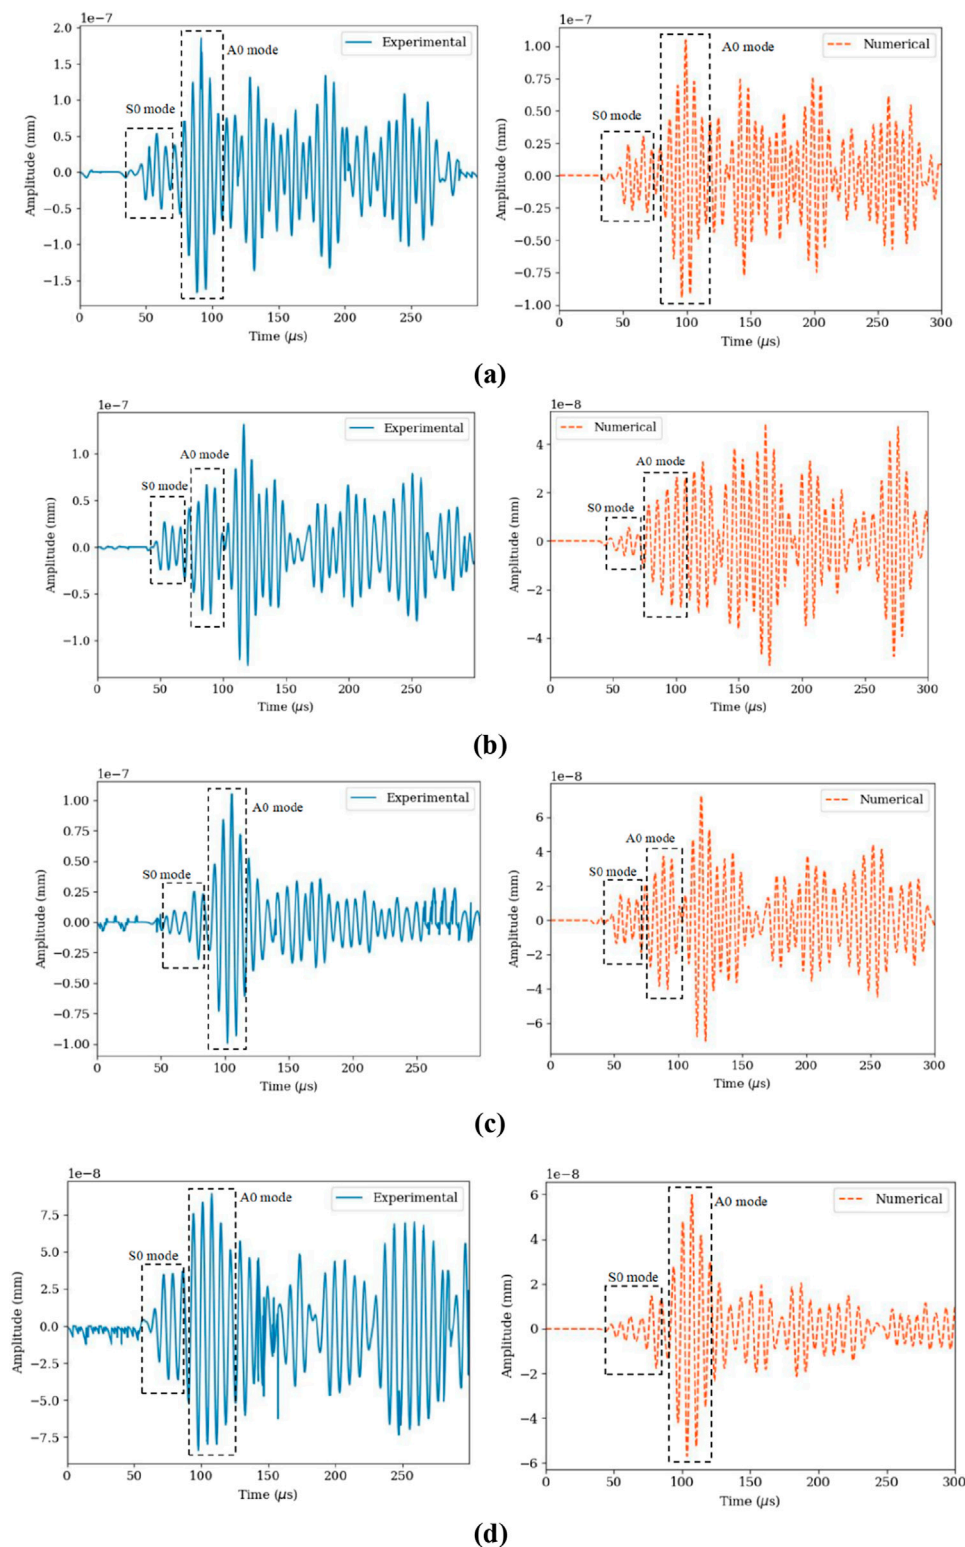 1e−7
2.0
1.5
1.0
0.5
0.0
−0.5
−1.0
−1.5
0 50 100 150 200 250
Amplitude (mm)
Time (μs)
Experimental
S0 mode
A0 mode
1e−7
1.00
0.75
0.50
0.25
0.00
−0.25
−0.50
−0.75
−1.00
0 50 100 150 200 250 300
Amplitude (mm)
Time (μs)
Numerical
S0 mode
A0 mode
(a)
1e−7
1.0
0.5
0.0
−0.5
−1.0
0 50 100 150 200 250
Amplitude (mm)
Time (μs)
Experimental
S0 mode
A0 mode
1e−8
4
2
0
−2
−4
0 50 100 150 200 250 300
Amplitude (mm)
Time (μs)
Numerical
S0 mode
A0 mode
(b)
1e−7
1.00
0.75
0.50
0.25
0.00
−0.25
−0.50
−0.75
−1.00
0 50 100 150 200 250
Amplitude (mm)
Time (μs)
Experimental
S0 mode
A0 mode
1e−8
8
6
4
2
0
−2
−4
−6
0 50 100 150 200 250 300
Amplitude (mm)
Time (μs)
Numerical
S0 mode
A0 mode
(c)
1e−8
7.5
5.0
2.5
0.0
−2.5
−5.0
−7.5
0 50 100 150 200 250
Amplitude (mm)
Time (μs)
Experimental
S0 mode
A0 mode
1e−8
6
4
2
0
−2
−4
−6
0 50 100 150 200 250 300
Amplitude (mm)
Time (μs)
Numerical
S0 mode
A0 mode
(d)